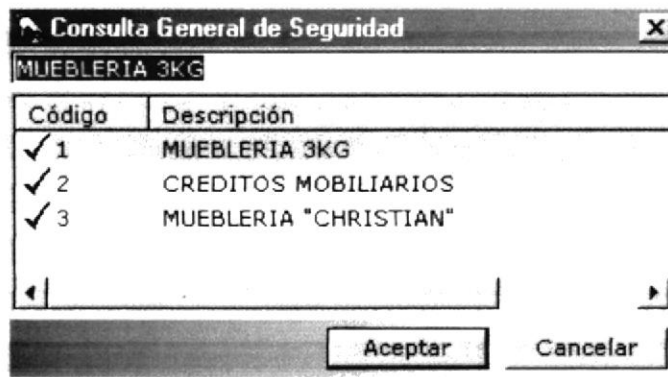 Consulta General de Seguridad
MUEBLERIA 3KG
Código Descripción
1 MUEBLERIA 3KG
2 CREDITOS MOBILIARIOS
3 MUEBLERIA "CHRISTIAN"
Aceptar Cancelar